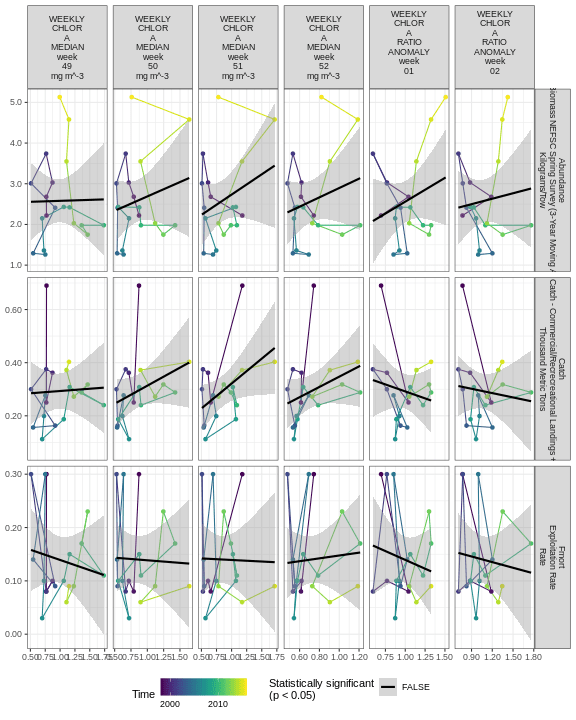 WEEKLY
CHLOR
A
MEDIAN
week
49
mg m^-3
WEEKLY
CHLOR
A
MEDIAN
week
50
mg m^-3
WEEKLY
CHLOR
A
MEDIAN
week
51
mg m^-3
WEEKLY
CHLOR
A
MEDIAN
week
52
mg m^-3
WEEKLY
CHLOR
A
RATIO
ANOMALY
week
01
WEEKLY
CHLOR
A
RATIO
ANOMALY
week
02
5.0
4.0
3.0
2.0
1.0
Abundance
NEFSC Spring Survey (3-Year Moving
Kilograms/Tow
0.60
0.40
0.20
Catch
Catch - Commercial/Recreational Landings +
Thousand Metric Tons
0.30
0.20
0.10
0.00
Fmort
Exploitation Rate
Rate
0.50 0.75 1.00 1.25 1.50
0.75 1.00 1.25 1.50
0.50 0.75 1.00 1.25 1.50 1.75
0.60 0.80 1.00 1.20
0.75 1.00 1.25 1.50
0.90 1.20 1.50 1.80
Time
2000 2010
Statistically significant
(p < 0.05)
FALSE